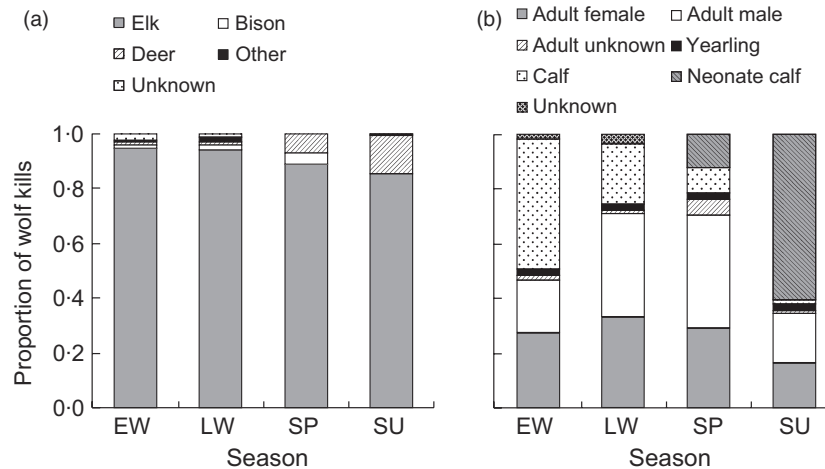 (a)
Elk Bison
Deer Other
Unknown
Proportion of wolf kills
1·0
0·8
0·6
0·4
0·2
0·0
EW LW SP SU
Season
(b)
Adult female Adult male
Adult unknown Yearling
Calf Neonate calf
Unknown
EW LW SP SU
Season